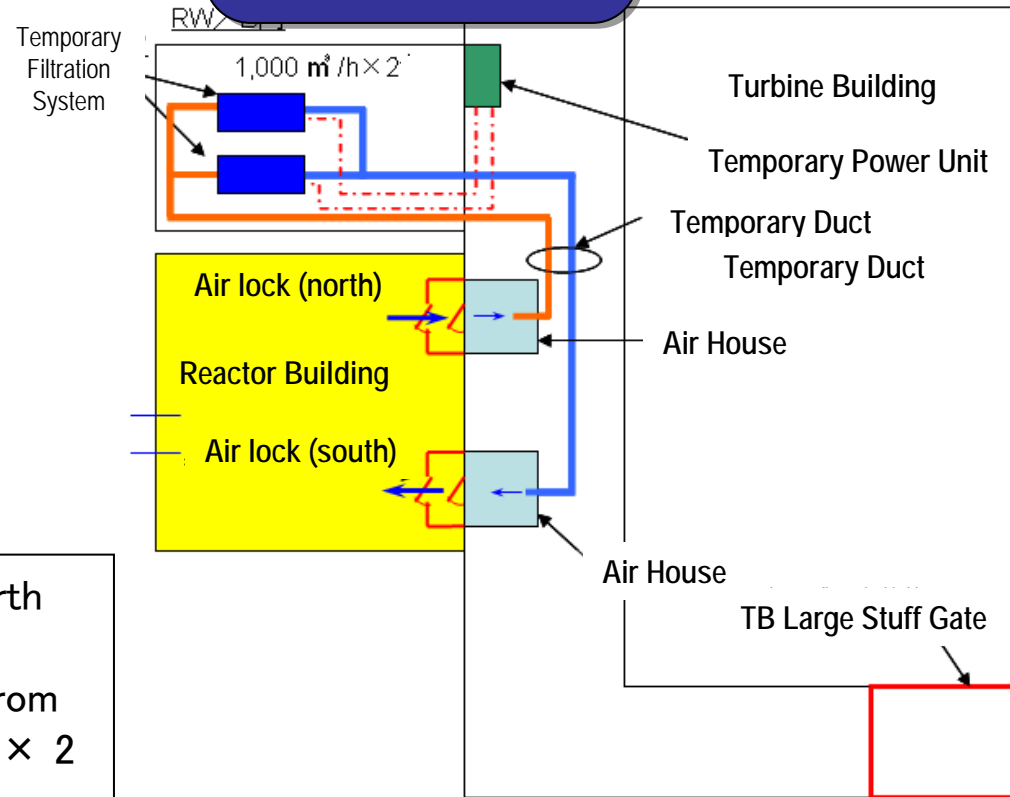 RW/
Temporary
Filtration
System
1,000 m³/h×2
Turbine Building
Temporary Power Unit
Temporary Duct
Temporary Duct
Air lock (north)
Air House
Reactor Building
Air lock (south)
Air House
TB Large Stuff Gate
rth
rom
× 2